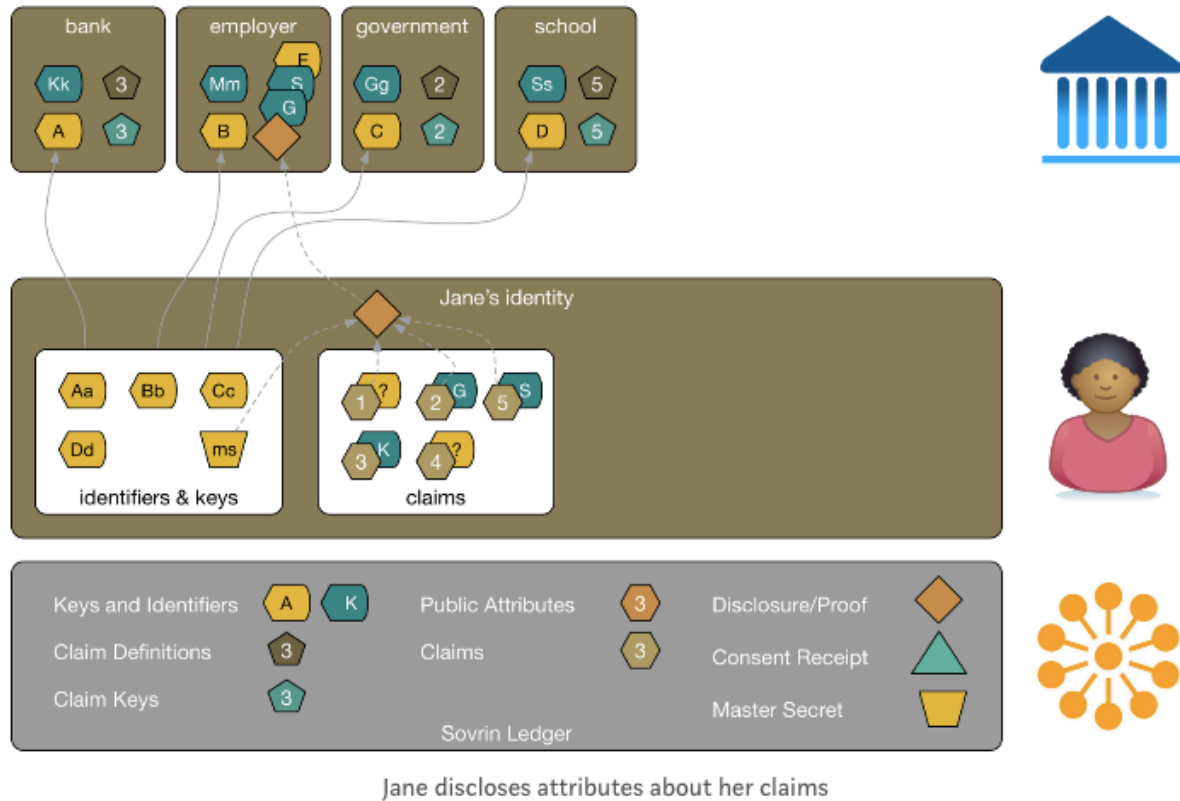 bank
employer
government
school
Kk 3
Mm E
S
G
Gg 2
Ss 5
A 3
B
C 2
D 5
Jane's identity
Aa Bb Cc
Dd ms
identifiers & keys
1 ? 2 G 5 S
3 K 4 ?
claims
Keys and Identifiers A K
Claim Definitions 3
Claim Keys 3
Public Attributes 3
Claims 3
Disclosure/Proof
Consent Receipt
Master Secret
Sovrin Ledger
Jane discloses attributes about her claims